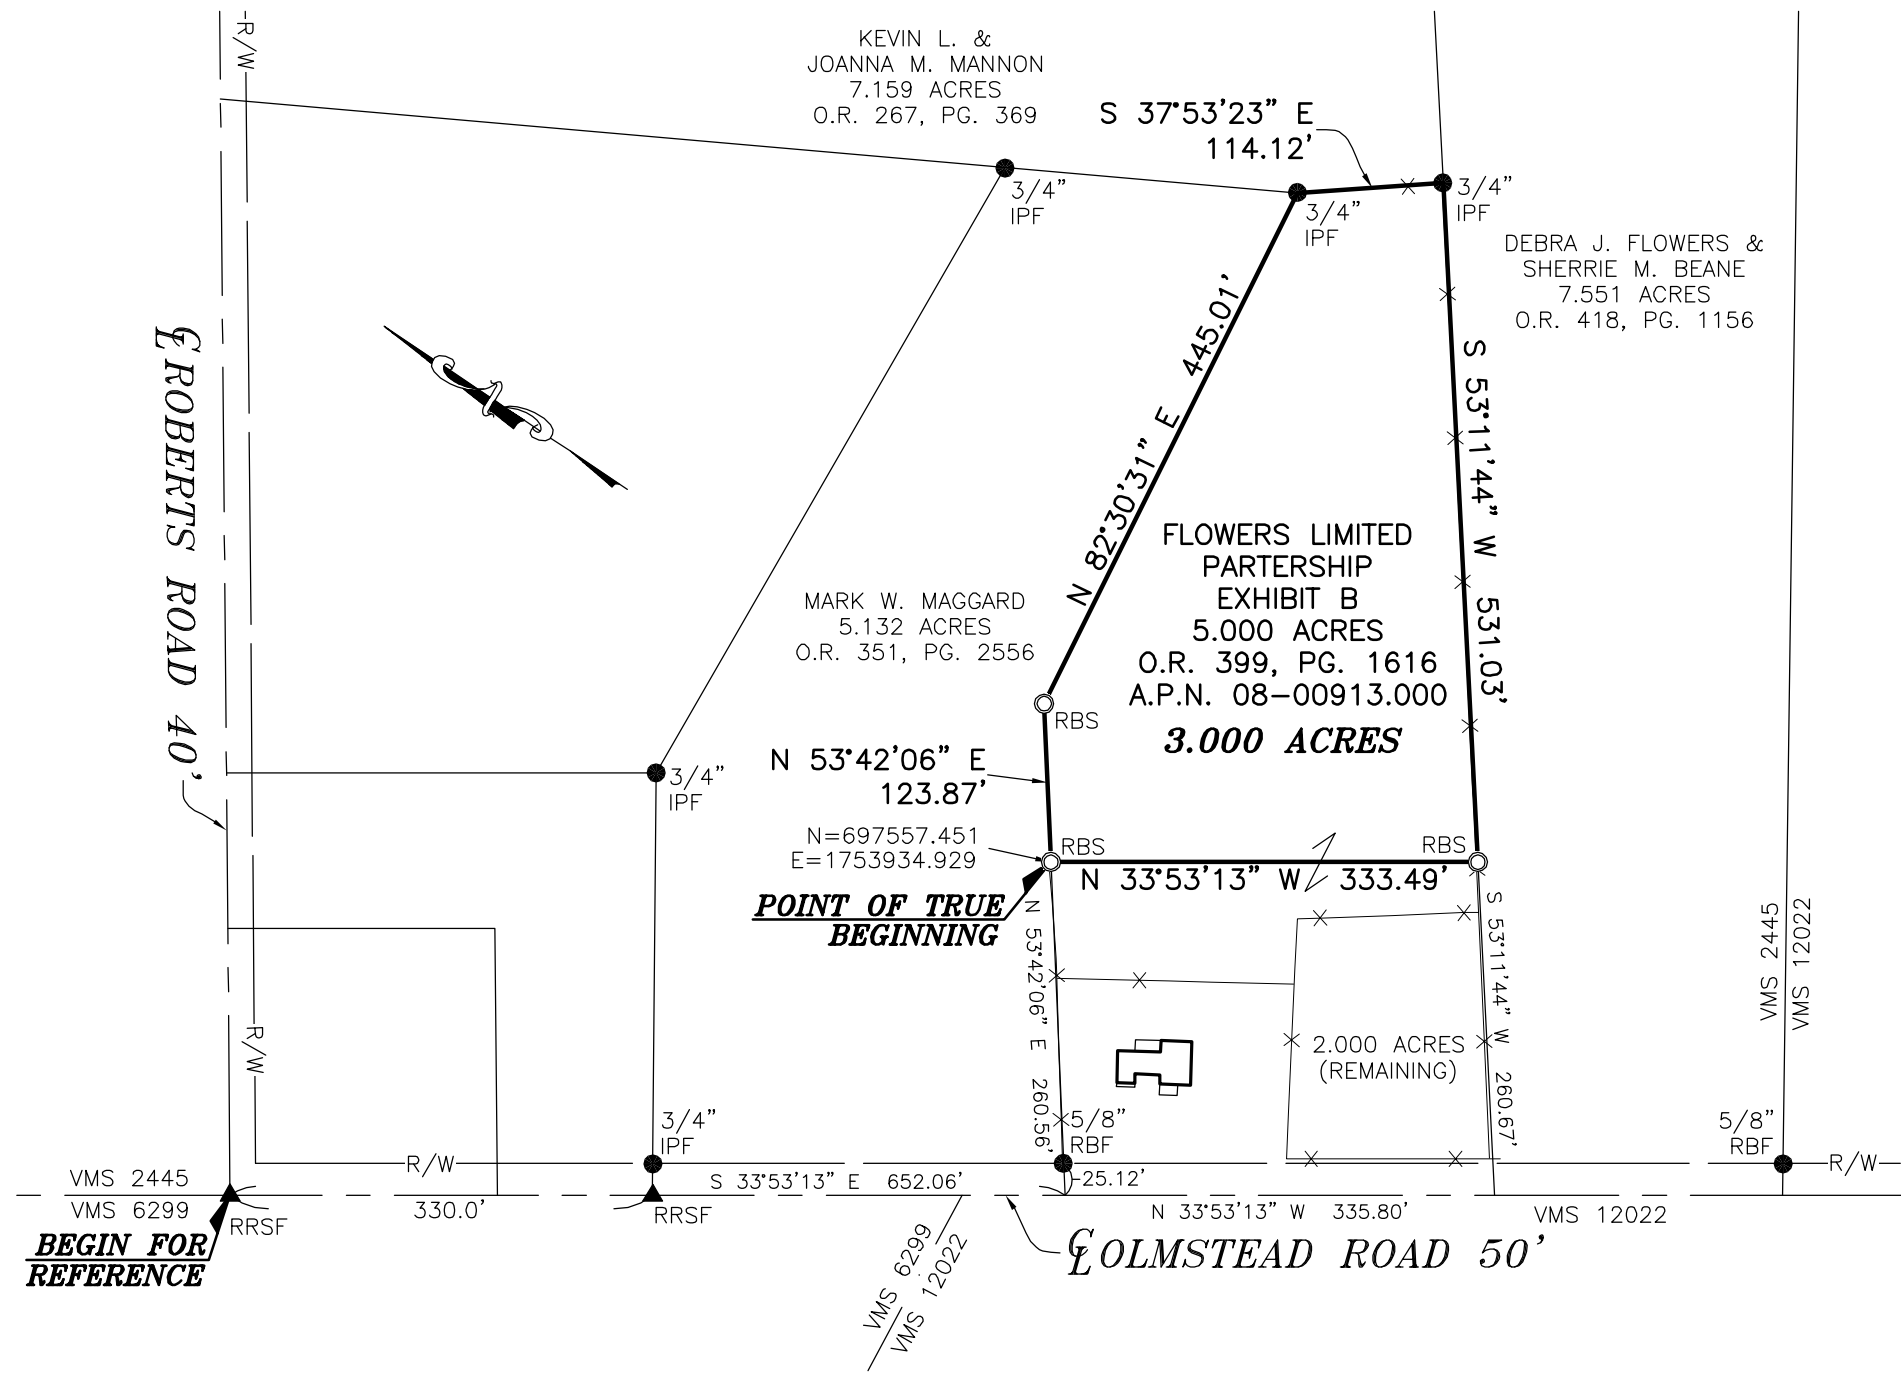 -R/W
KEVIN L. &
JOANNA M. MANNON
7.159 ACRES
O.R. 267, PG. 369
S 37°53'23" E
114.12'
3/4"
IPF
3/4"
IPF
3/4"
IPF
DEBRA J. FLOWERS &
SHERRIE M. BEANE
7.551 ACRES
O.R. 418, PG. 1156
℄ ROBERTS ROAD 40'
N 82°30'31" E 445.01'
S 53°11'44" W 531.03'
FLOWERS LIMITED
PARTERSHIP
EXHIBIT B
5.000 ACRES
O.R. 399, PG. 1616
A.P.N. 08-00913.000
3.000 ACRES
MARK W. MAGGARD
5.132 ACRES
O.R. 351, PG. 2556
RBS
3/4"
IPF
N 53°42'06" E
123.87'
N=697557.451
E=1753934.929
RBS
RBS
N 33°53'13" W 333.49'
POINT OF TRUE
BEGINNING
N 53°42'06" E 260.56'
S 53°11'44" W 260.67'
VMS 2445
VMS 12022
R/W
2.000 ACRES
(REMAINING)
3/4"
IPF
5/8"
RBF
5/8"
RBF
R/W
R/W
VMS 2445
VMS 6299
S 33°53'13" E 652.06'
-25.12'
RRSF
330.0'
RRSF
N 33°53'13" W 335.80'
VMS 12022
BEGIN FOR
REFERENCE
VMS 6299
VMS 12022
℄ OLMSTEAD ROAD 50'